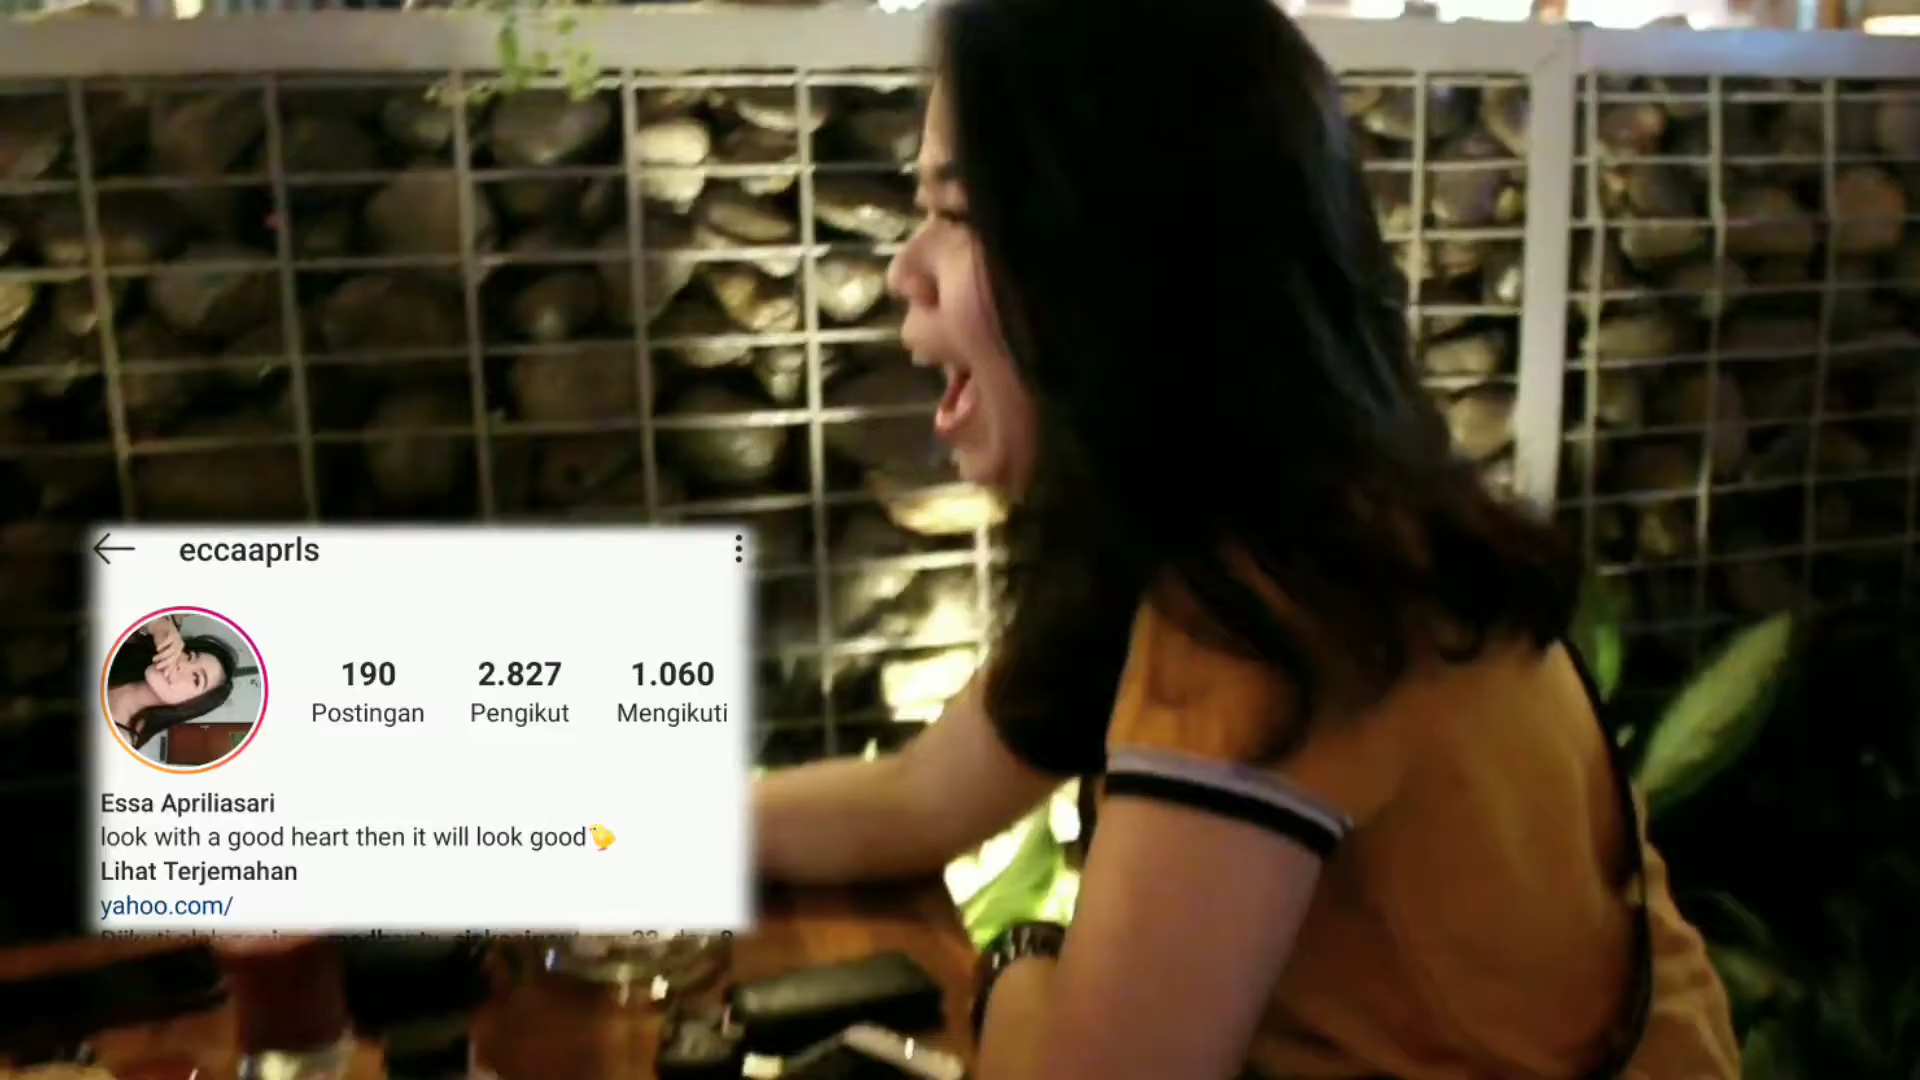 eccaaprls
190 2.827 1.060
Postingan Pengikut Mengikuti
Essa Apriliasari
look with a good heart then it will look good🐤
Lihat Terjemahan
yahoo.com/